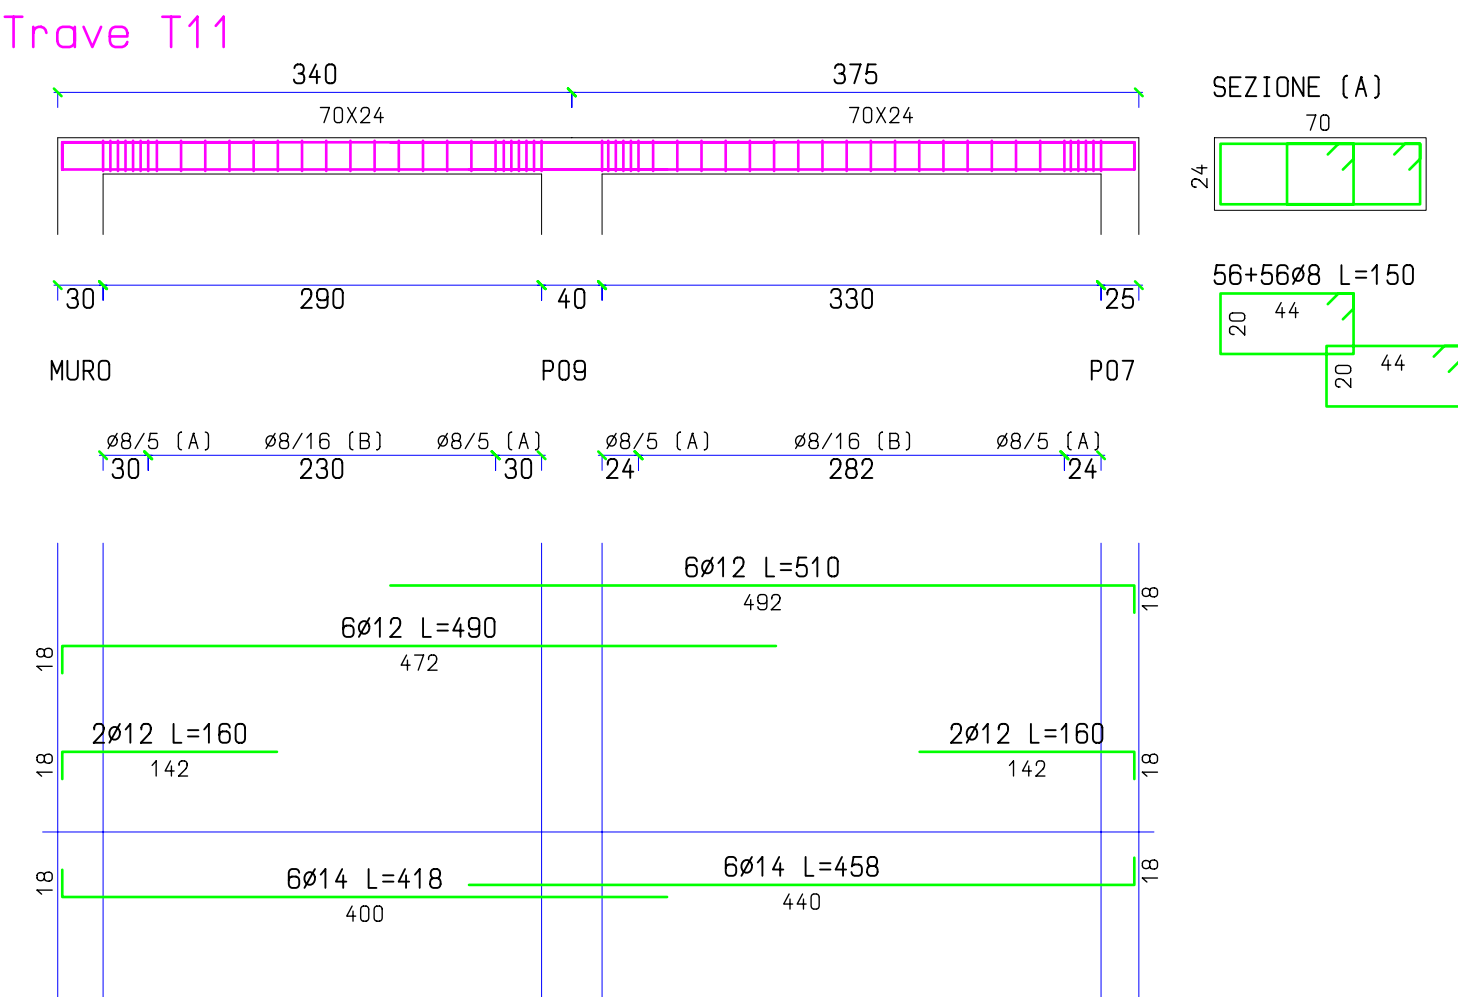 Trave T11
340 375
70X24 70X24
SEZIONE (A)
70
24
56+56ø8 L=150
20 44
20 44
30 290 40 330 25
MURO P09 P07
ø8/5 (A) ø8/16 (B) ø8/5 (A) ø8/5 (A) ø8/16 (B) ø8/5 (A)
30 230 30 24 282 24
6ø12 L=510
492 18
6ø12 L=490
18 472
2ø12 L=160 2ø12 L=160
18 142 142 18
6ø14 L=418 6ø14 L=458
18 400 440 18